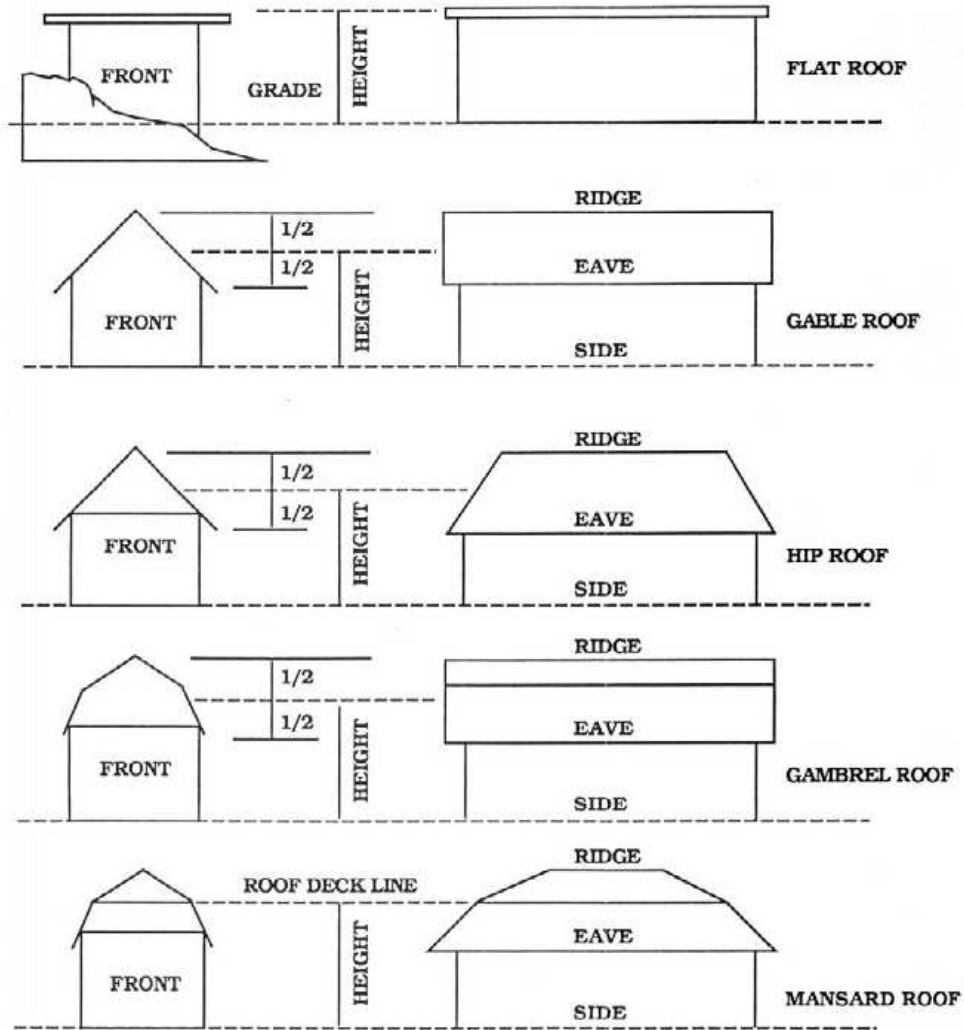 FRONT
GRADE
HEIGHT
FLAT ROOF
RIDGE
1/2
1/2
EAVE
FRONT
HEIGHT
SIDE
GABLE ROOF
RIDGE
1/2
1/2
EAVE
FRONT
HEIGHT
SIDE
HIP ROOF
RIDGE
1/2
1/2
EAVE
FRONT
HEIGHT
SIDE
GAMBREL ROOF
RIDGE
ROOF DECK LINE
EAVE
FRONT
HEIGHT
SIDE
MANSARD ROOF